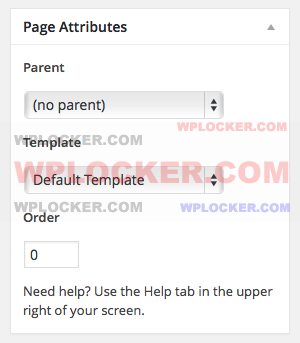 Page Attributes
Parent
(no parent)
WPLOCKER.COM
WPLOCKER.COM
Template
WPLOCKER.COM
Default Template
WPLOCKER.COM
WPLOCKER.COM
Order
0
Need help? Use the Help tab in the upper
right of your screen.